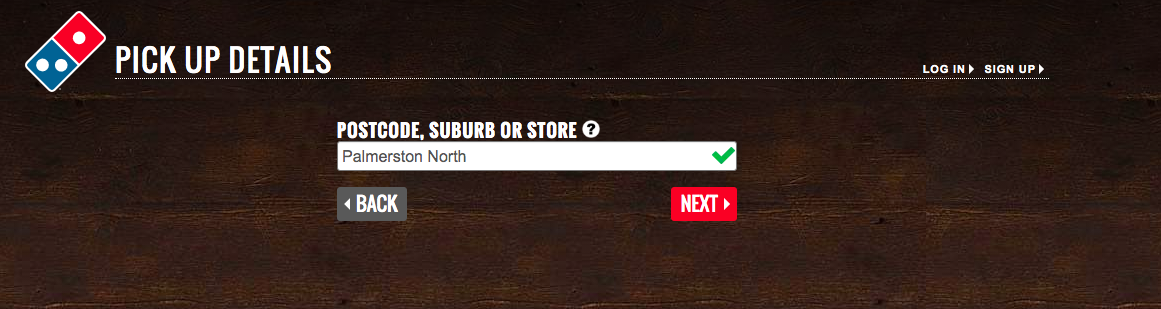 PICK UP DETAILS
LOG IN SIGN UP
POSTCODE, SUBURB OR STORE ?
Palmerston North
BACK NEXT